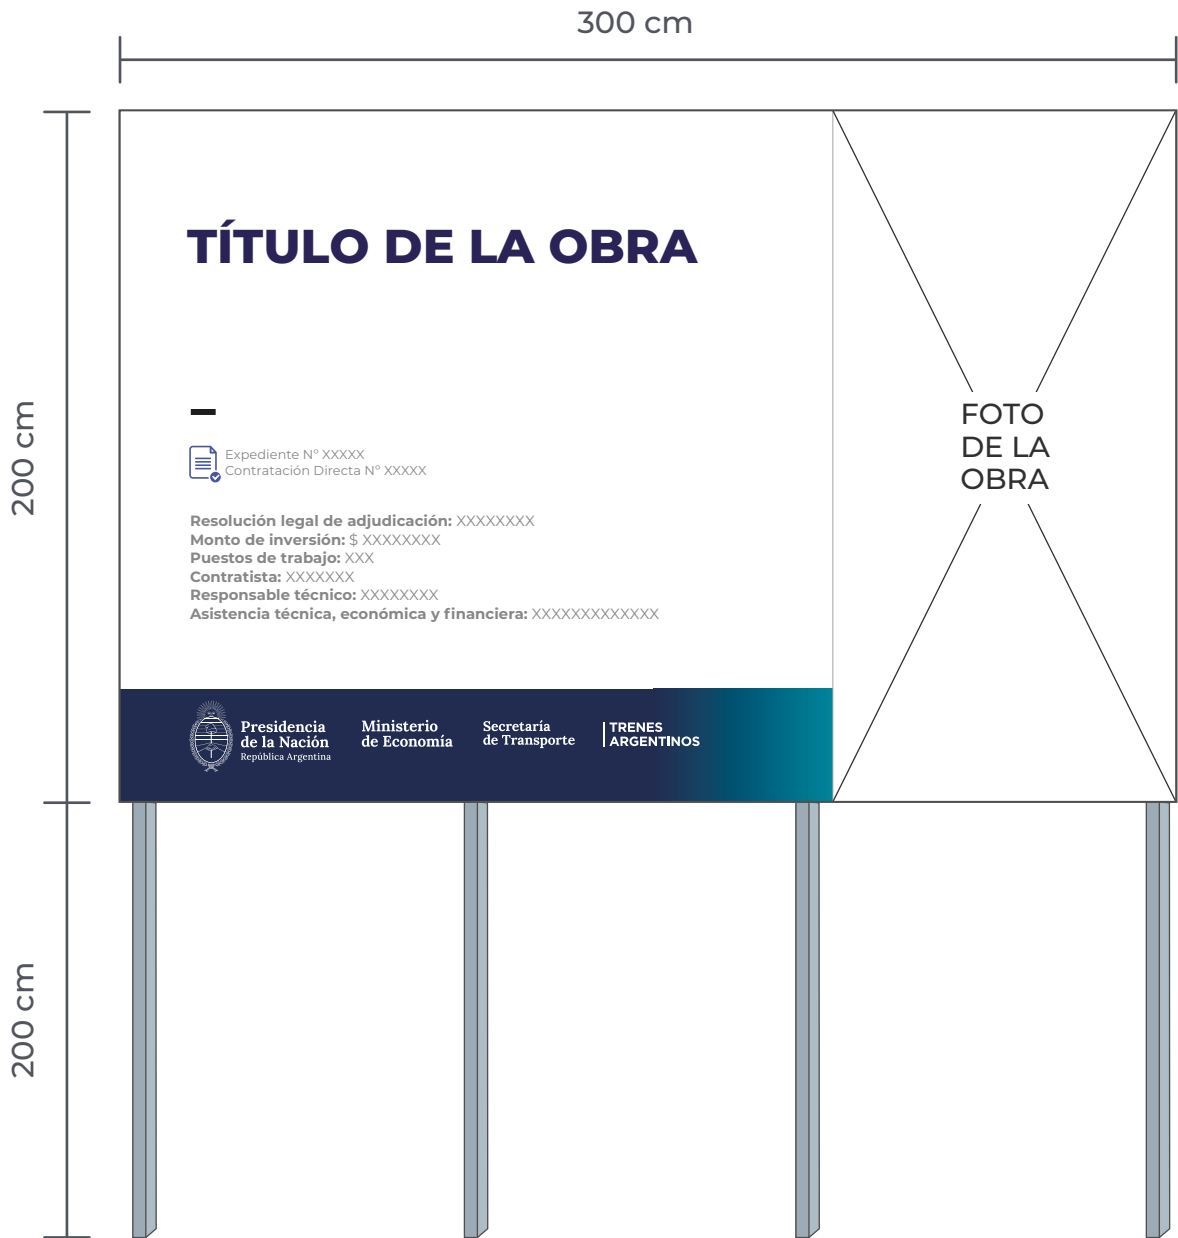 300 cm
200 cm
TÍTULO DE LA OBRA
FOTO
DE LA
OBRA
Expediente N° XXXXX
Contratación Directa N° XXXXX
Resolución legal de adjudicación: XXXXXXXX
Monto de inversión: $ XXXXXXXX
Puestos de trabajo: XXX
Contratista: XXXXXXX
Responsable técnico: XXXXXXXX
Asistencia técnica, económica y financiera: XXXXXXXXXXXXX
Presidencia
de la Nación
República Argentina
Ministerio
de Economía
Secretaría
de Transporte
TRENES
ARGENTINOS
200 cm